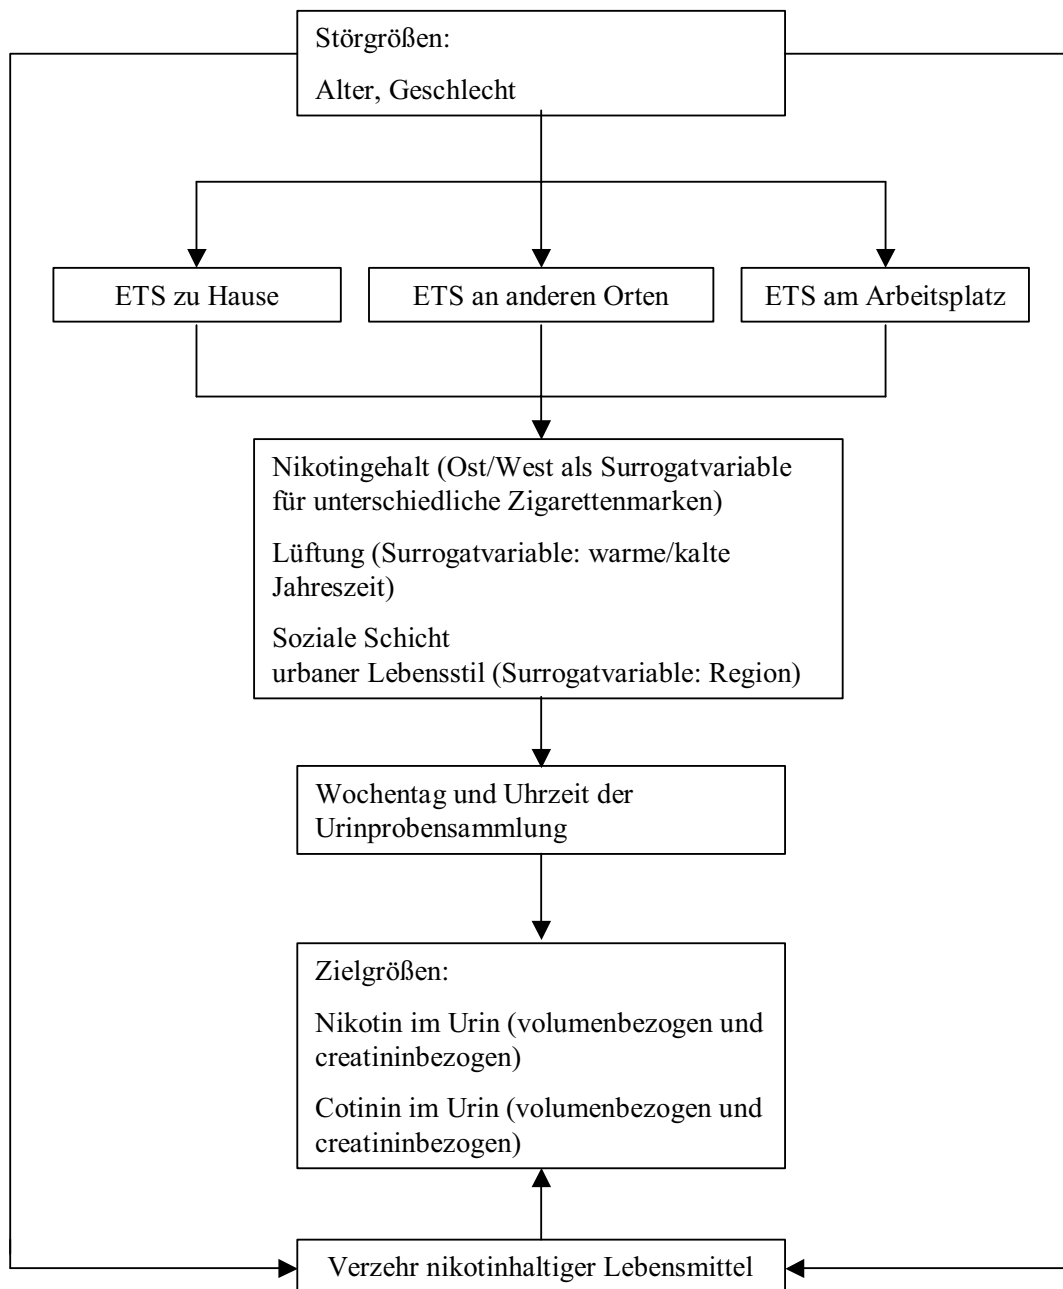 Störgrößen:
Alter, Geschlecht
ETS zu Hause
ETS an anderen Orten
ETS am Arbeitsplatz
Nikotingehalt (Ost/West als Surrogatvariable
für unterschiedliche Zigarettenmarken)
Lüftung (Surrogatvariable: warme/kalte
Jahreszeit)
Soziale Schicht
urbaner Lebensstil (Surrogatvariable: Region)
Wochentag und Uhrzeit der
Urinprobensammlung
Zielgrößen:
Nikotin im Urin (volumenbezogen und
creatininbezogen)
Cotinin im Urin (volumenbezogen und
creatininbezogen)
Verzehr nikotinhaltiger Lebensmittel